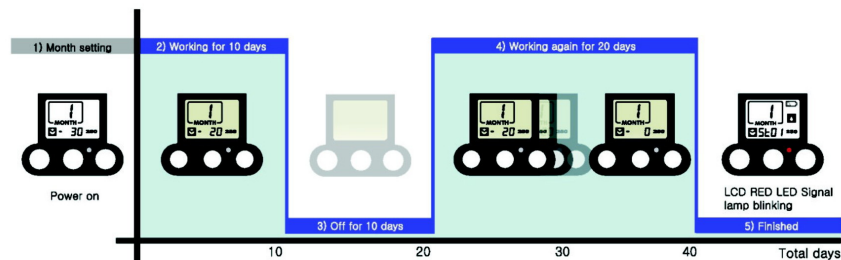 1) Month setting
2) Working for 10 days
4) Working again for 20 days
1
MONTH
- 30
1
MONTH
- 20
1
MONTH
- 20
1
MONTH
- 0
1
MONTH
St01
Power on
LCD RED LED Signal
lamp blinking
3) Off for 10 days
5) Finished
10
20
30
40
Total days